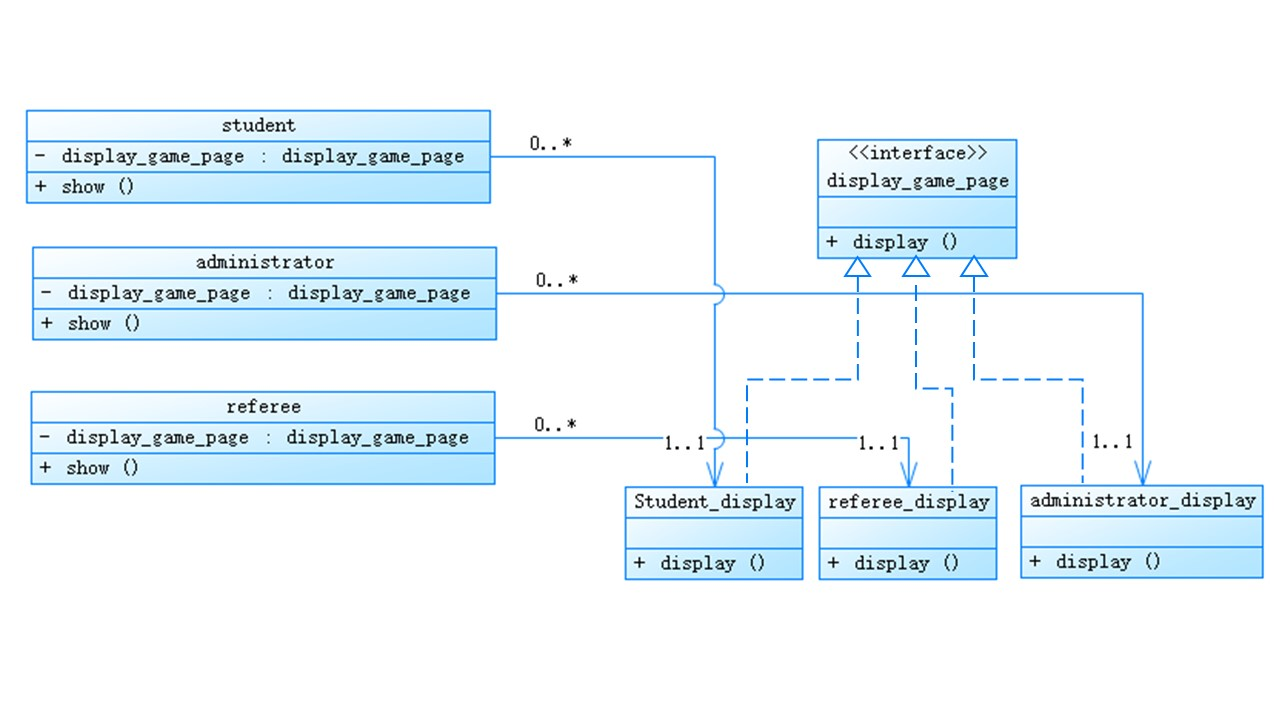 student
- display_game_page : display_game_page
+ show ()
0..*
administrator
- display_game_page : display_game_page
+ show ()
0..*
referee
- display_game_page : display_game_page
+ show ()
0..*
<<interface>>
display_game_page
+ display ()
1..1
1..1
1..1
Student_display
+ display ()
referee_display
+ display ()
administrator_display
+ display ()